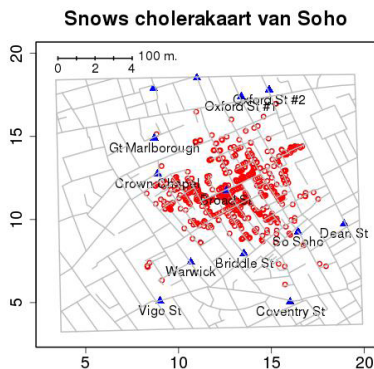 Snows cholerakaart van Soho
0 2 4
100 m.
Oxford St #2
Oxford St #1
Gt Marlborough
Crown Chapel
Broad St
So Soho
Dean St
Briddle St
Warwick
Vigo St
Coventry St
5 10 15 20
5 10 15